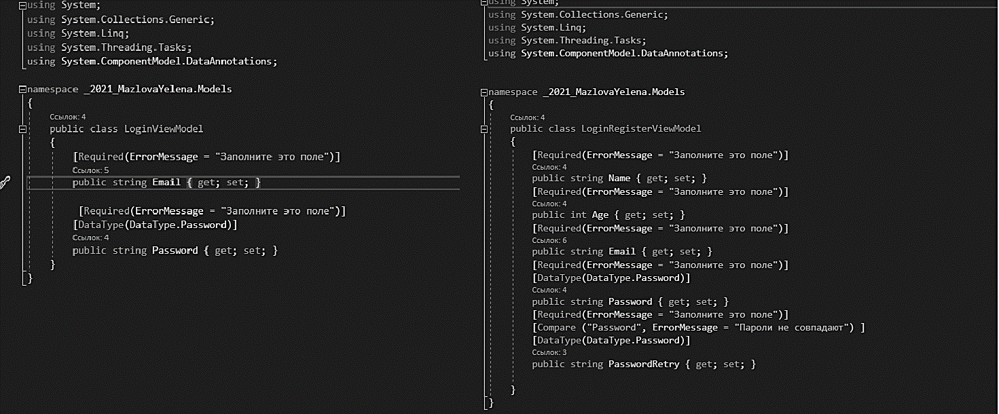 using System;
using System.Collections.Generic;
using System.Linq;
using System.Threading.Tasks;
using System.ComponentModel.DataAnnotations;
namespace _2021_MazlovaYelena.Models
{
Ссылок: 4
public class LoginViewModel
{
[Required(ErrorMessage = "Заполните это поле")]
Ссылок: 5
public string Email { get; set; }
[Required(ErrorMessage = "Заполните это поле")]
[DataType(DataType.Password)]
Ссылок: 4
public string Password { get; set; }
}
}
using System;
using System.Collections.Generic;
using System.Linq;
using System.Threading.Tasks;
using System.ComponentModel.DataAnnotations;
namespace _2021_MazlovaYelena.Models
{
Ссылок: 4
public class LoginRegisterViewModel
{
[Required(ErrorMessage = "Заполните это поле")]
Ссылок: 4
public string Name { get; set; }
[Required(ErrorMessage = "Заполните это поле")]
Ссылок: 4
public int Age { get; set; }
[Required(ErrorMessage = "Заполните это поле")]
Ссылок: 6
public string Email { get; set; }
[Required(ErrorMessage = "Заполните это поле")]
[DataType(DataType.Password)]
Ссылок: 4
public string Password { get; set; }
[Required(ErrorMessage = "Заполните это поле")]
[Compare ("Password", ErrorMessage = "Пароли не совпадают") ]
[DataType(DataType.Password)]
Ссылок: 3
public string PasswordRetry { get; set; }
}
}